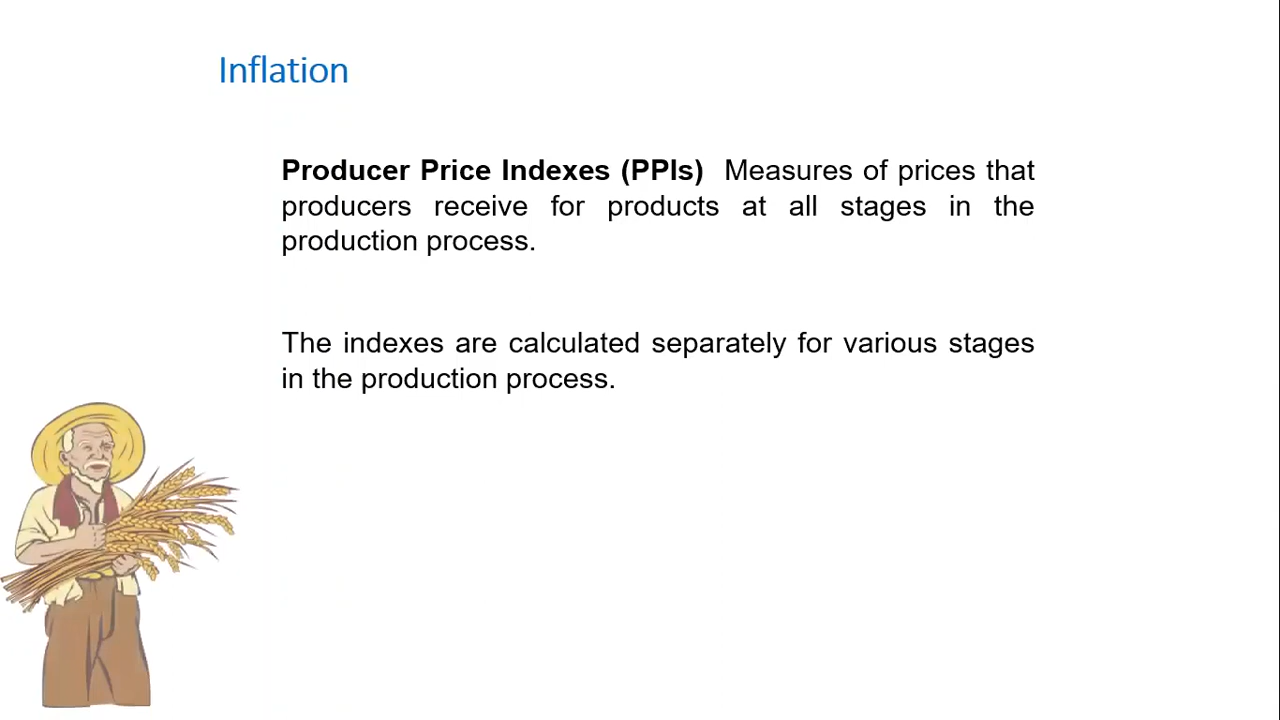 Inflation
Producer Price Indexes (PPIs) Measures of prices that
producers receive for products at all stages in the
production process.
The indexes are calculated separately for various stages
in the production process.